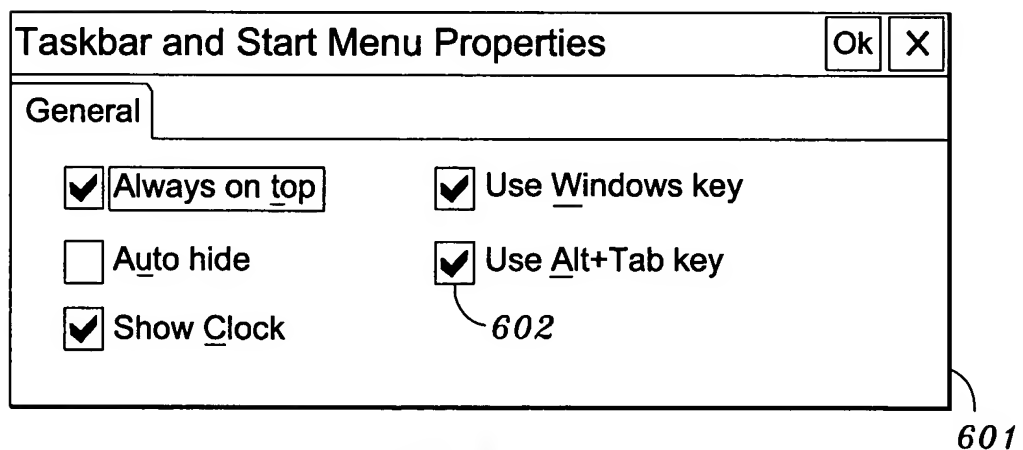 Taskbar and Start Menu Properties Ok X
General
Always on top Use Windows key
Auto hide Use Alt+Tab key
Show Clock 602
601